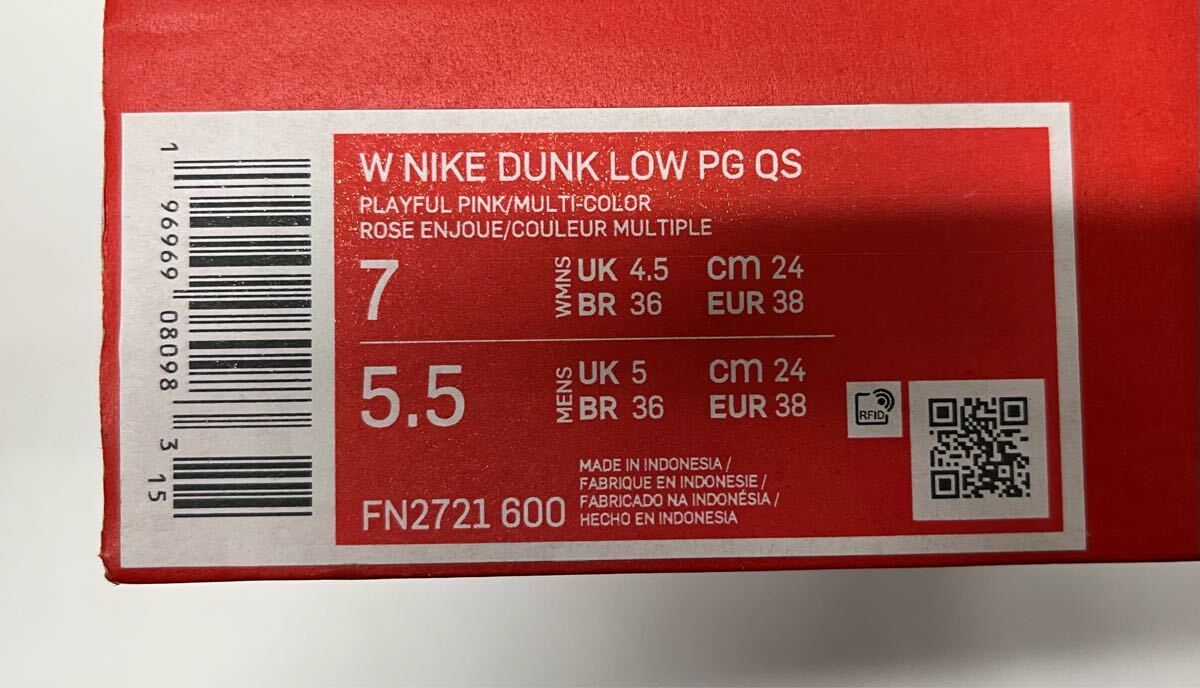 W NIKE DUNK LOW PG QS
PLAYFUL PINK/MULTI-COLOR
ROSE ENJOUE/COULEUR MULTIPLE
7 WMNS UK 4.5 cm 24
BR 36 EUR 38
5.5 MENS UK 5 cm 24
BR 36 EUR 38
RFID
FN2721 600
MADE IN INDONESIA /
FABRIQUE EN INDONESIE /
FABRICADO NA INDONÉSIA /
HECHO EN INDONESIA
1 96969 08098 3 15